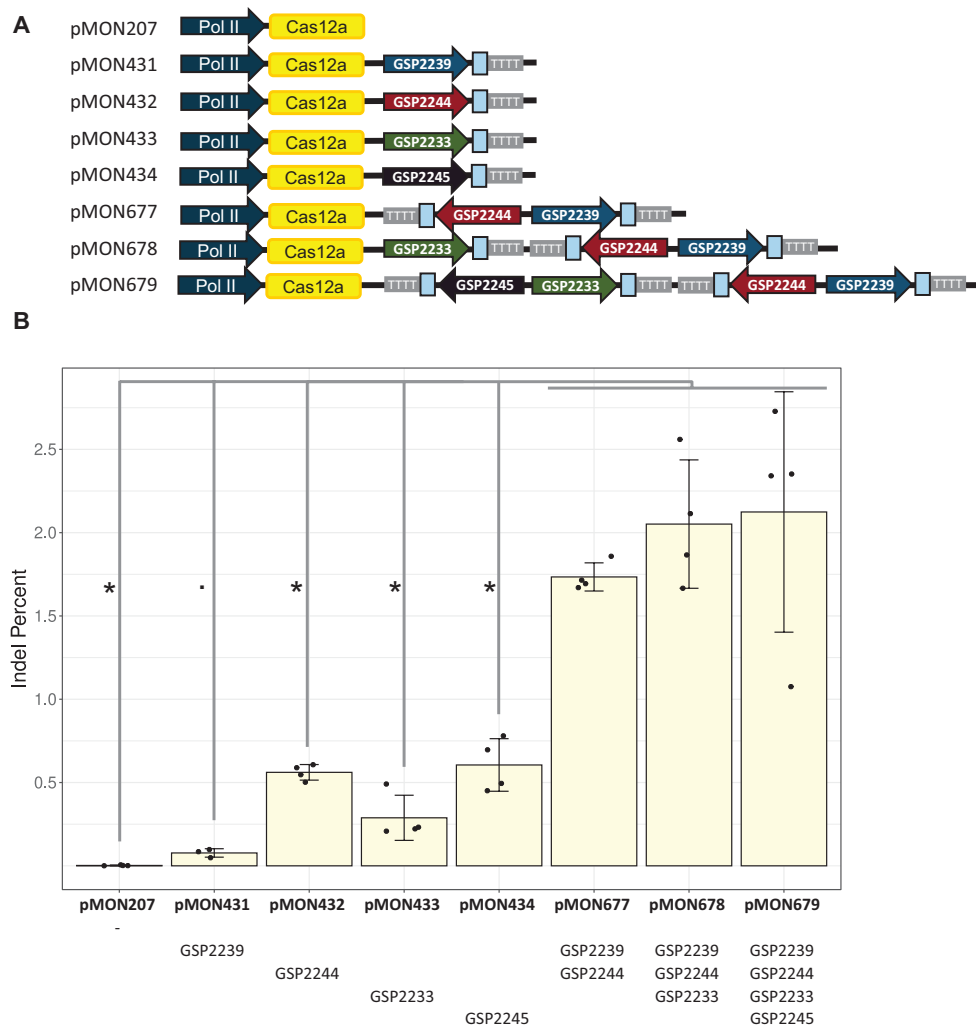 A
pMON207 Pol II Cas12a
pMON431 Pol II Cas12a GSP2239 TTTT
pMON432 Pol II Cas12a GSP2244 TTTT
pMON433 Pol II Cas12a GSP2233 TTTT
pMON434 Pol II Cas12a GSP2245 TTTT
pMON677 Pol II Cas12a TTTT GSP2244 GSP2239 TTTT
pMON678 Pol II Cas12a GSP2233 TTTT TTTT GSP2244 GSP2239 TTTT
pMON679 Pol II Cas12a TTTT GSP2245 GSP2233 TTTT TTTT GSP2244 GSP2239 TTTT
B
Indel Percent
2.5
2.0
* . * * *
1.5
1.0
0.5
pMON207 pMON431 pMON432 pMON433 pMON434 pMON677 pMON678 pMON679
-
GSP2239 GSP2239 GSP2239 GSP2239
GSP2244 GSP2244 GSP2244 GSP2244
GSP2233 GSP2233 GSP2233
GSP2245 GSP2245